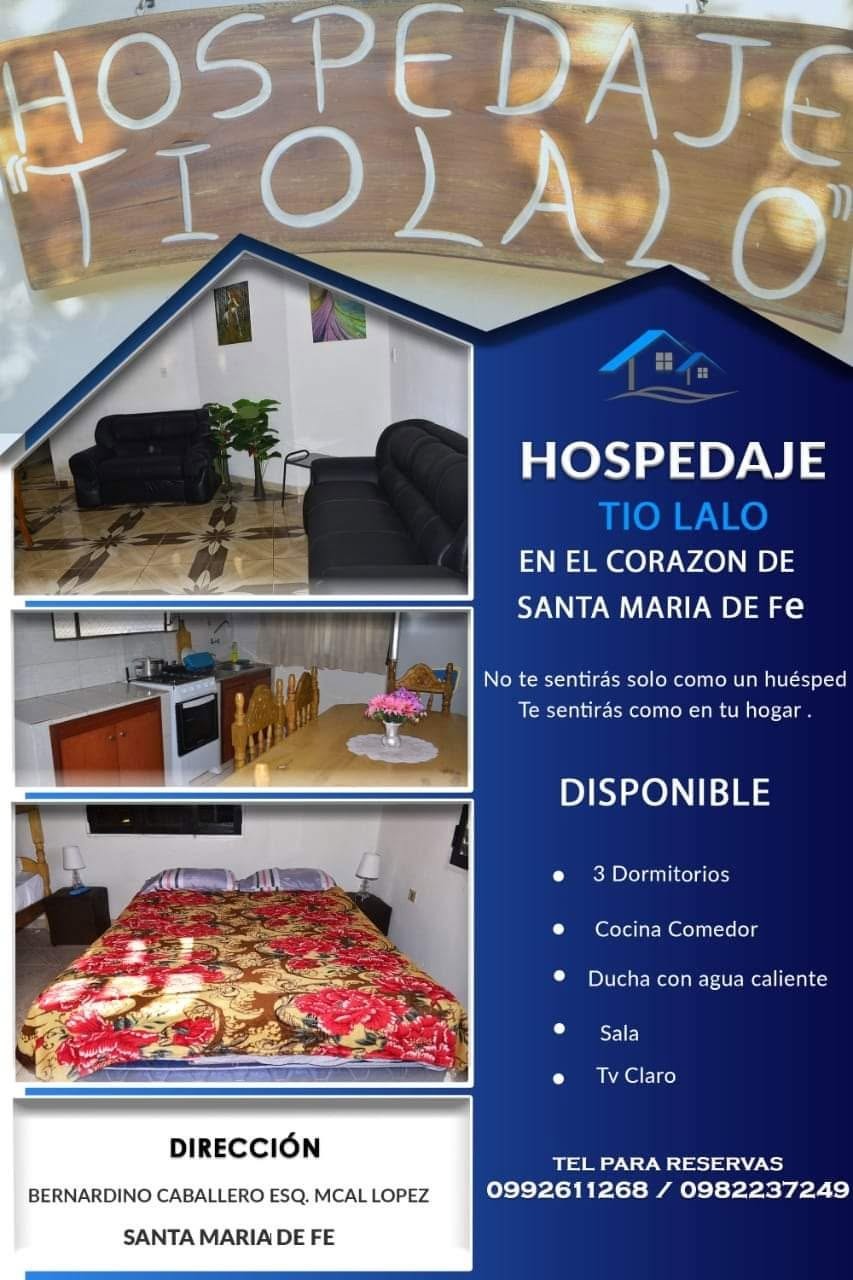 HOSPEDAJE
"TIO LALO"
HOSPEDAJE
TIO LALO
EN EL CORAZON DE
SANTA MARIA DE Fe
No te sentirás solo como un huésped
Te sentirás como en tu hogar .
DISPONIBLE
• 3 Dormitorios
• Cocina Comedor
• Ducha con agua caliente
• Sala
• Tv Claro
TEL PARA RESERVAS
0992611268 / 0982237249
DIRECCIÓN
BERNARDINO CABALLERO ESQ. MCAL LOPEZ
SANTA MARIA DE FE